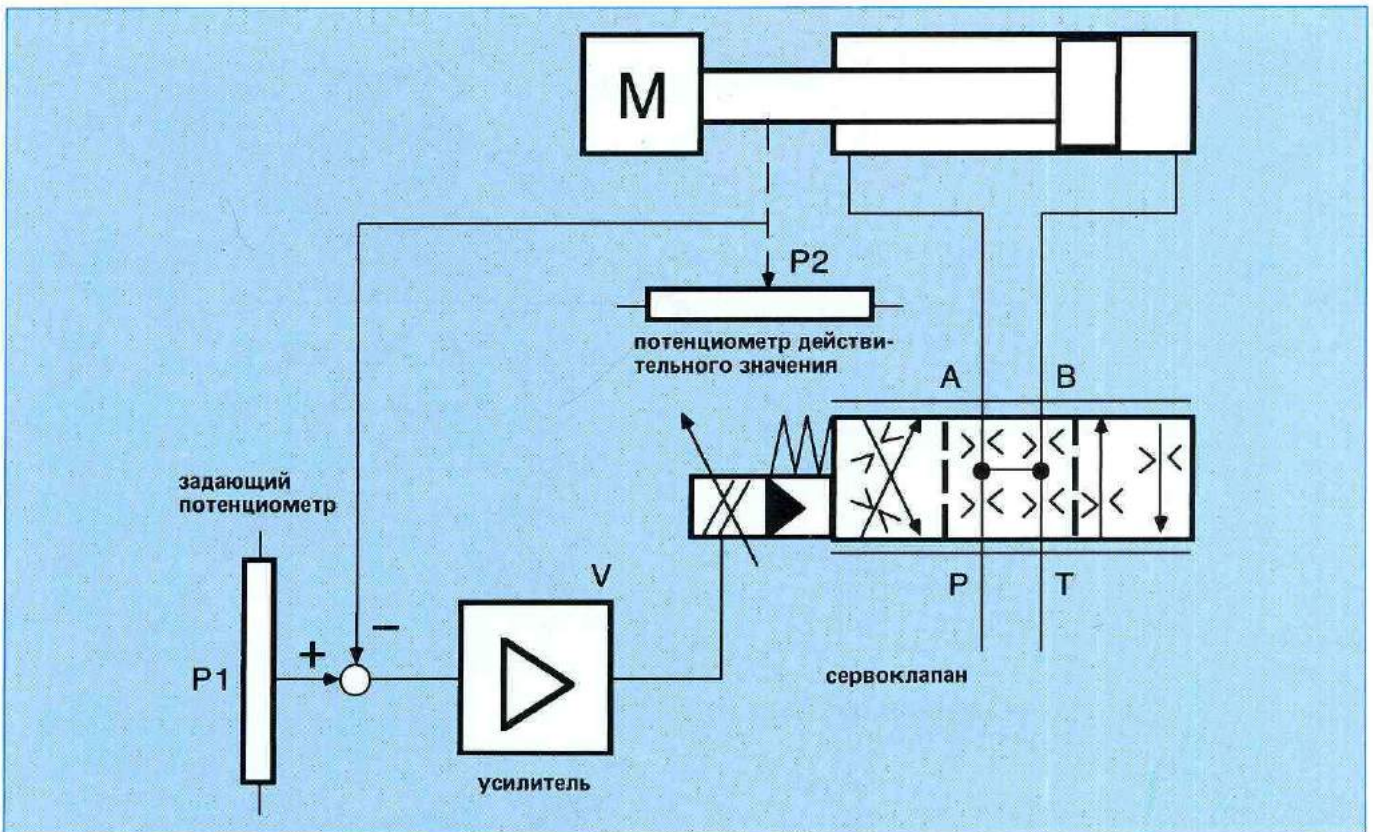 M
P2
потенциометр действи-
тельного значения
A B
задающий
потенциометр
V
P T
+ −
P1
сервоклапан
усилитель